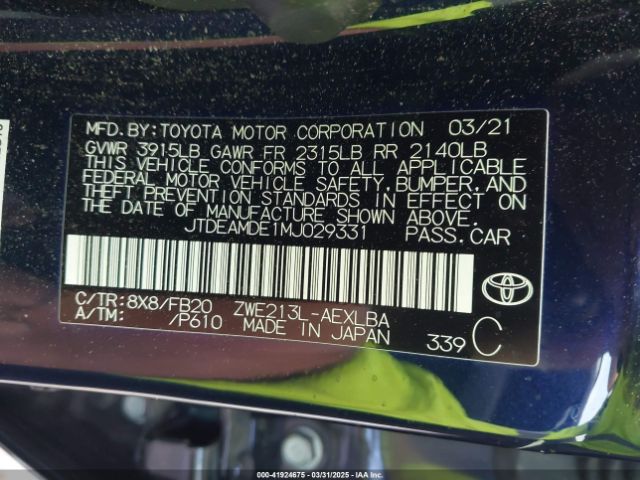 MFD. BY: TOYOTA MOTOR CORPORATION 03/21
GVWR 3915LB GAWR FR 2315LB RR 2140LB
THIS VEHICLE CONFORMS TO ALL APPLICABLE
FEDERAL MOTOR VEHICLE SAFETY, BUMPER, AND
THEFT PREVENTION STANDARDS IN EFFECT ON
THE DATE OF MANUFACTURE SHOWN ABOVE.
JTDEAMDE1MJ029331 PASS. CAR
C/TR: 8X8/FB20 ZWE213L-AEXLBA
A/TM: /P610 MADE IN JAPAN 339 C
000-41924675 - 03/31/2025 - IAAI.COM